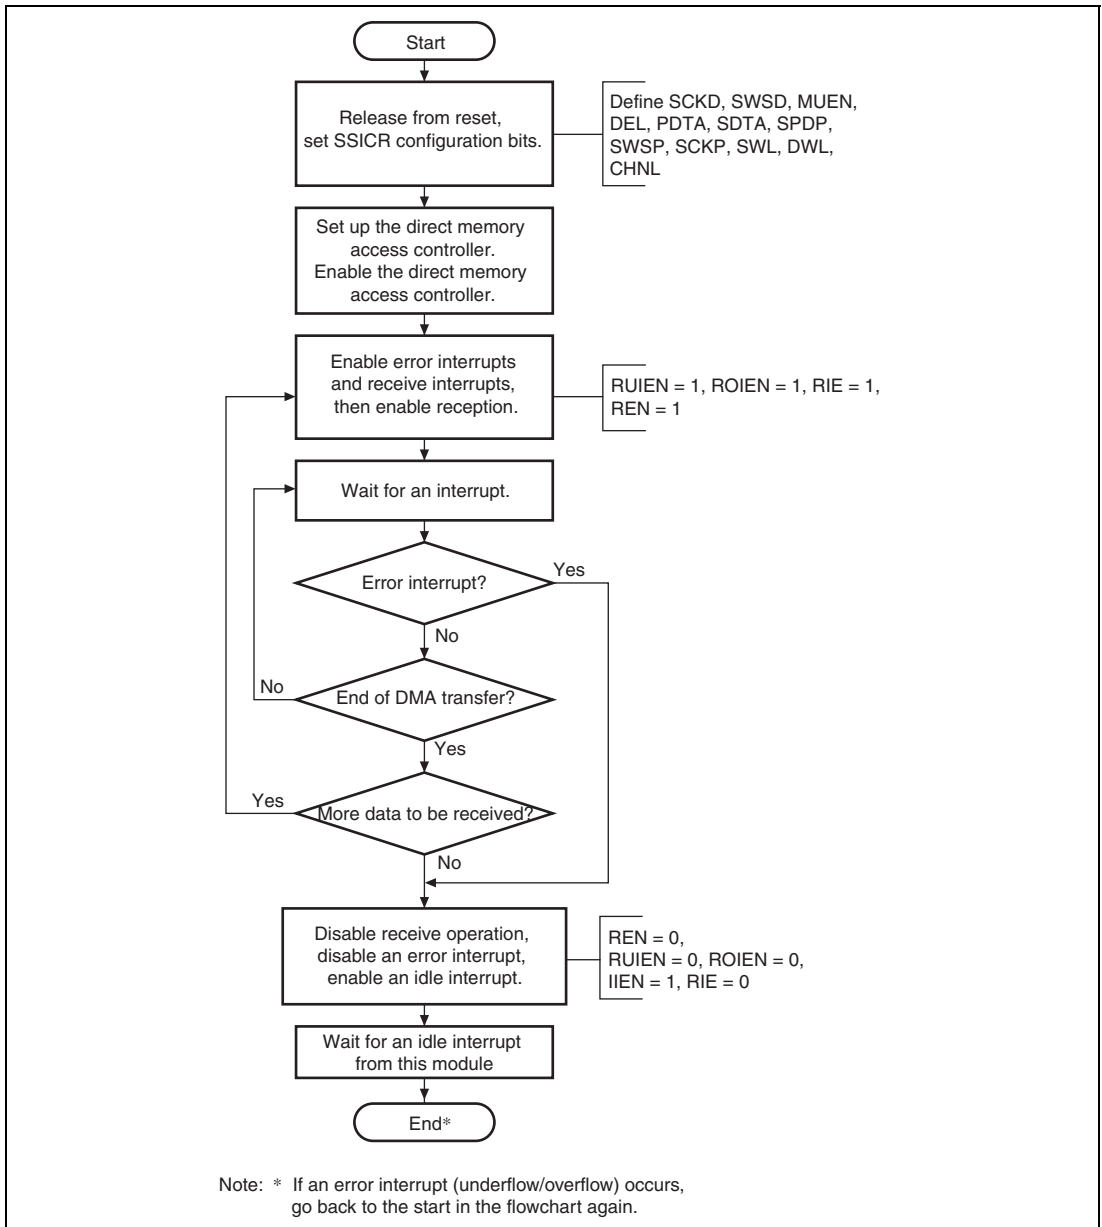 Start
Release from reset,
set SSICR configuration bits.
Define SCKD, SWSD, MUEN,
DEL, PDTA, SDTA, SPDP,
SWSP, SCKP, SWL, DWL,
CHNL
Set up the direct memory
access controller.
Enable the direct memory
access controller.
Enable error interrupts
and receive interrupts,
then enable reception.
RUIEN = 1, ROIEN = 1, RIE = 1,
REN = 1
Wait for an interrupt.
Error interrupt?
Yes
No
End of DMA transfer?
No
Yes
More data to be received?
Yes
No
Disable receive operation,
disable an error interrupt,
enable an idle interrupt.
REN = 0,
RUIEN = 0, ROIEN = 0,
IIEN = 1, RIE = 0
Wait for an idle interrupt
from this module
End*
Note: * If an error interrupt (underflow/overflow) occurs,
go back to the start in the flowchart again.